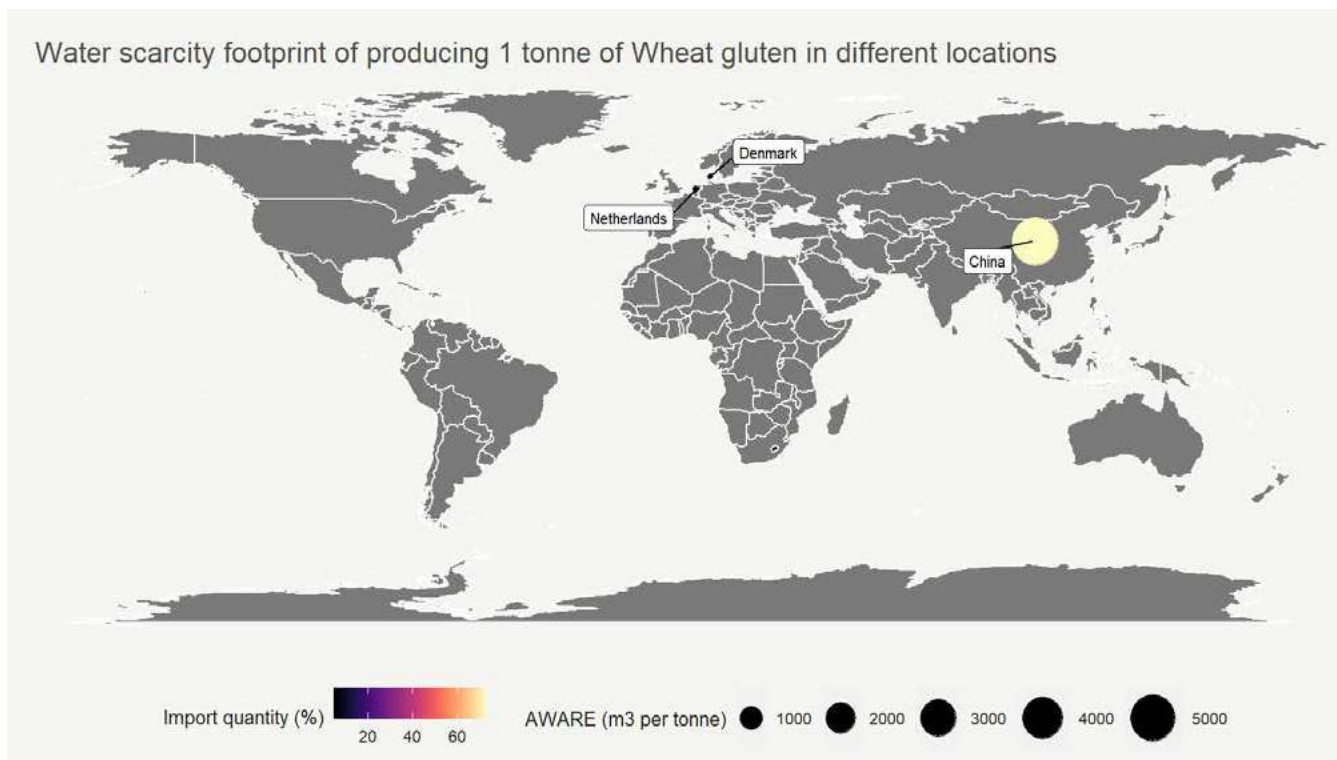 Water scarcity footprint of producing 1 tonne of Wheat gluten in different locations
Denmark
Netherlands
China
Import quantity (%)
20 40 60
AWARE (m3 per tonne) 1000 2000 3000 4000 5000